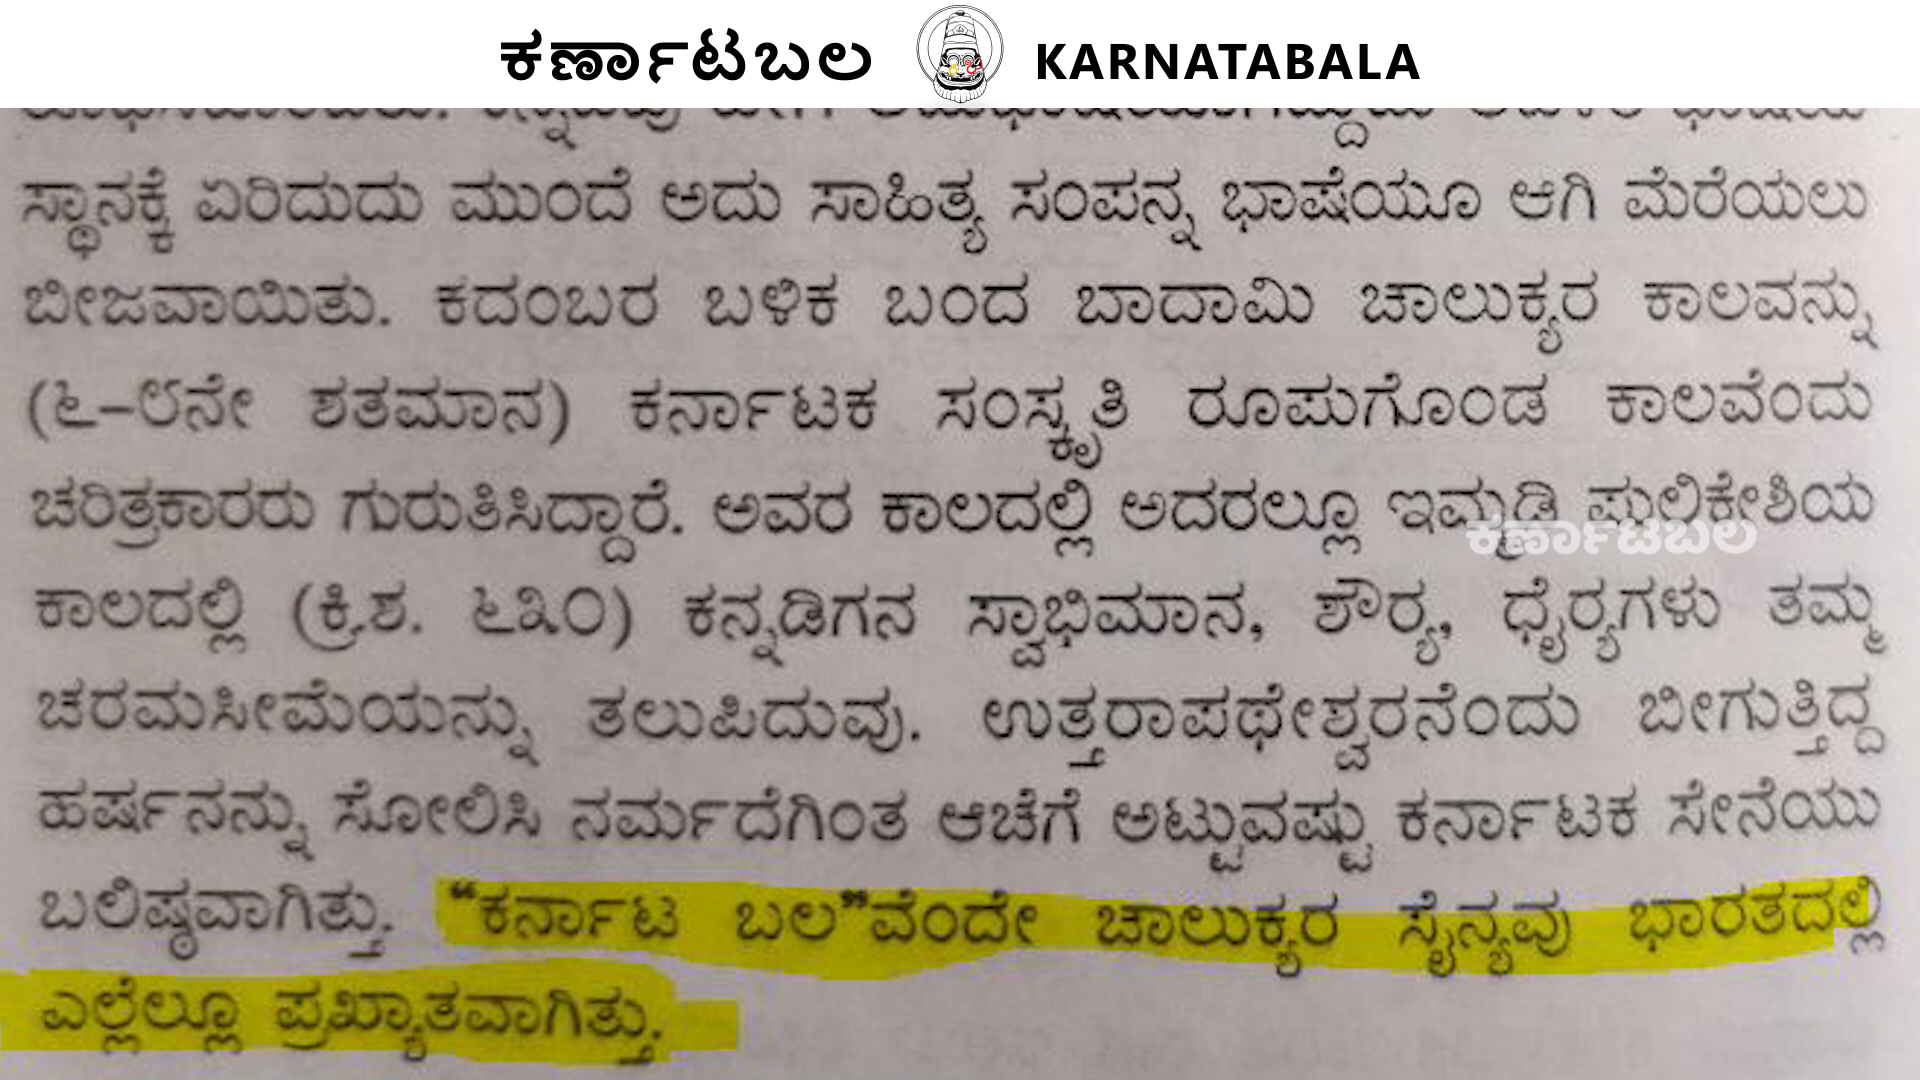 ಕರ್ಣಾಟಬಲ KARNATABALA
ಸ್ಥಾನಕ್ಕೆ ಏರಿದುದು ಮುಂದೆ ಅದು ಸಾಹಿತ್ಯ ಸಂಪನ್ನ ಭಾಷೆಯೂ ಆಗಿ ಮೆರೆಯಲು
ಬೀಜವಾಯಿತು. ಕದಂಬರ ಬಳಿಕ ಬಂದ ಬಾದಾಮಿ ಚಾಲುಕ್ಯರ ಕಾಲವನ್ನು
(೬–೮ನೇ ಶತಮಾನ) ಕರ್ನಾಟಕ ಸಂಸ್ಕೃತಿ ರೂಪುಗೊಂಡ ಕಾಲವೆಂದು
ಚರಿತ್ರಕಾರರು ಗುರುತಿಸಿದ್ದಾರೆ. ಅವರ ಕಾಲದಲ್ಲಿ ಅದರಲ್ಲೂ ಇಮ್ಮಡಿ ಪುಲಿಕೇಶಿಯ
ಕರ್ಣಾಟಬಲ
ಕಾಲದಲ್ಲಿ (ಕ್ರಿ.ಶ. ೬೩೦) ಕನ್ನಡಿಗನ ಸ್ವಾಭಿಮಾನ, ಶೌರ‍್ಯ, ಧೈರ‍್ಯಗಳು ತಮ್ಮ
ಚರಮಸೀಮೆಯನ್ನು ತಲುಪಿದುವು. ಉತ್ತರಾಪಥೇಶ್ವರನೆಂದು ಬೀಗುತ್ತಿದ್ದ
ಹರ್ಷನನ್ನು ಸೋಲಿಸಿ ನರ್ಮದೆಗಿಂತ ಆಚೆಗೆ ಅಟ್ಟುವಷ್ಟು ಕರ್ನಾಟಕ ಸೇನೆಯು
ಬಲಿಷ್ಠವಾಗಿತ್ತು. “ಕರ್ನಾಟ ಬಲ”ವೆಂದೇ ಚಾಲುಕ್ಯರ ಸೈನ್ಯವು ಭಾರತದಲ್ಲಿ
ಎಲ್ಲೆಲ್ಲೂ ಪ್ರಖ್ಯಾತವಾಗಿತ್ತು.